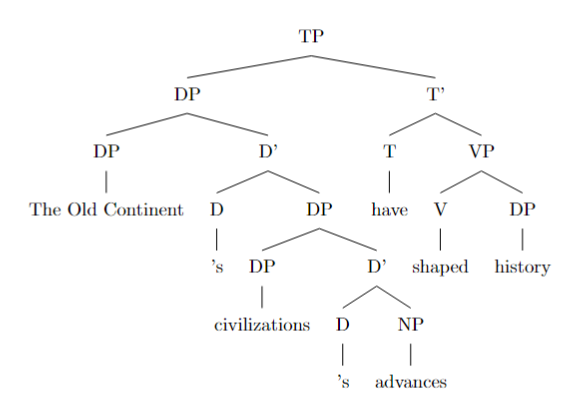 TP
DP T'
DP D' T VP
The Old Continent D DP have V DP
's DP D' shaped history
civilizations D NP
's advances